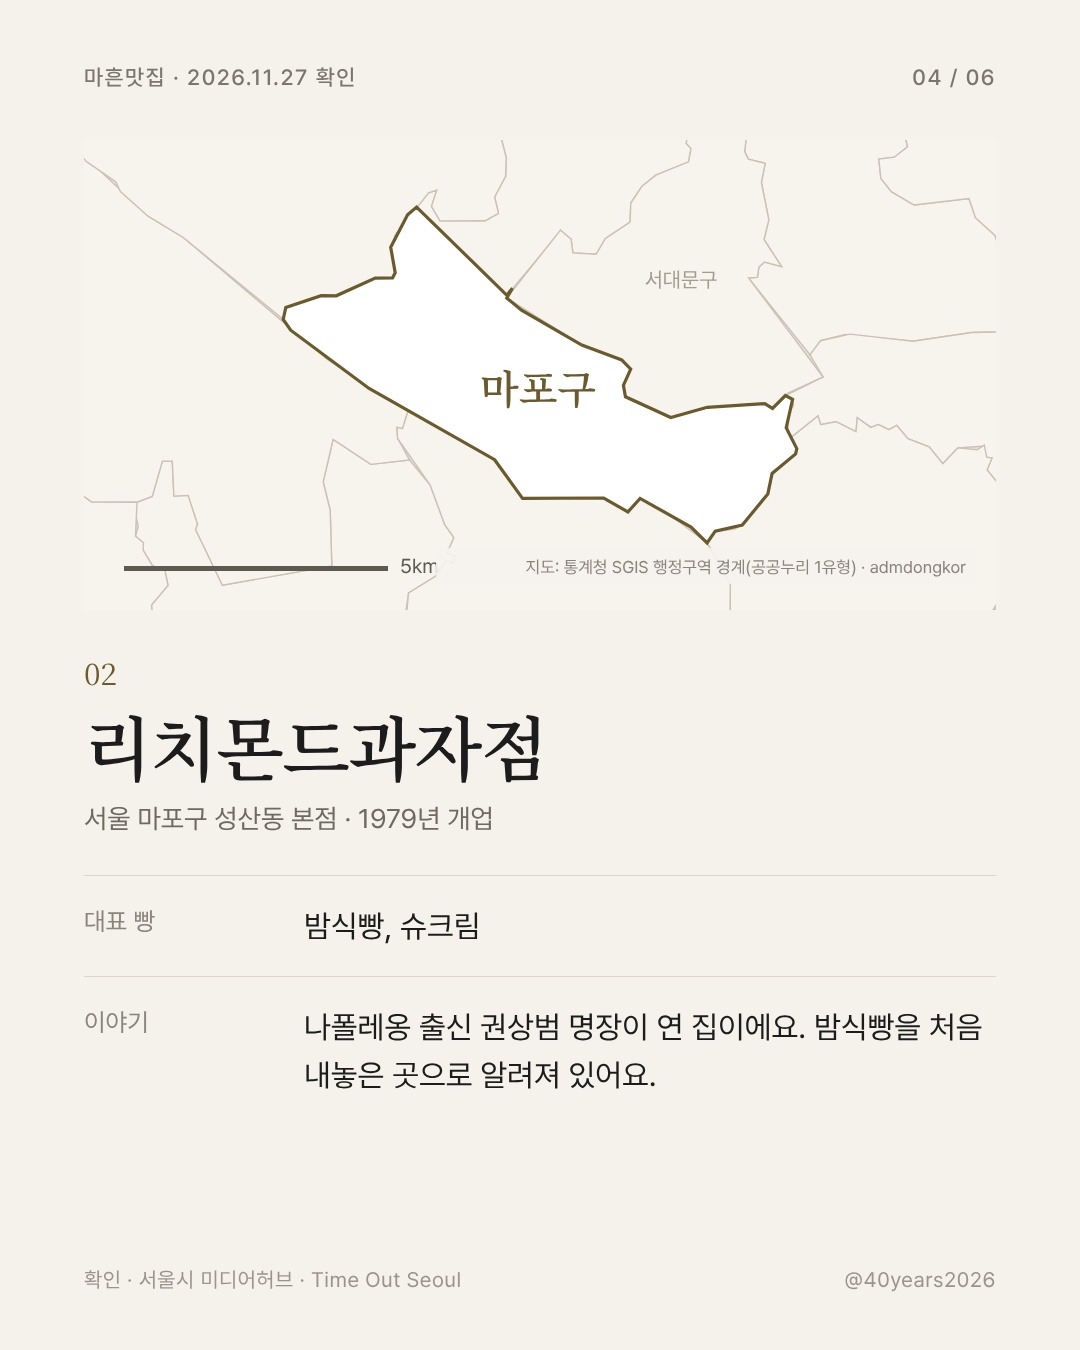 마흔맛집 · 2026.11.27 확인
04 / 06
서대문구
마포구
5km
지도: 통계청 SGIS 행정구역 경계(공공누리 1유형) · admdongkor
02
리치몬드과자점
서울 마포구 성산동 본점 · 1979년 개업
대표 빵
밤식빵, 슈크림
이야기
나폴레옹 출신 권상범 명장이 연 집이에요. 밤식빵을 처음
내놓은 곳으로 알려져 있어요.
확인 · 서울시 미디어허브 · Time Out Seoul
@40years2026